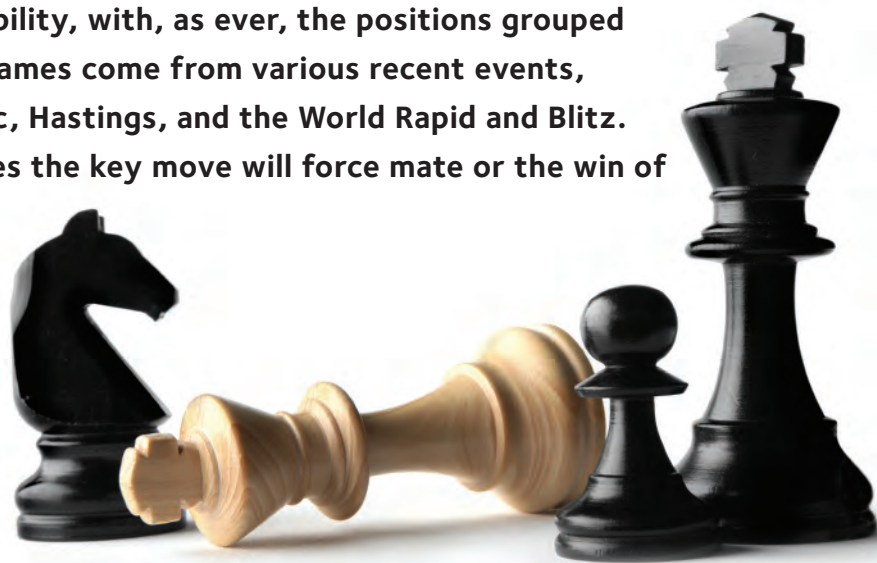 bility, with, as ever, the positions grouped
ames come from various recent events,
c, Hastings, and the World Rapid and Blitz.
es the key move will force mate or the win of